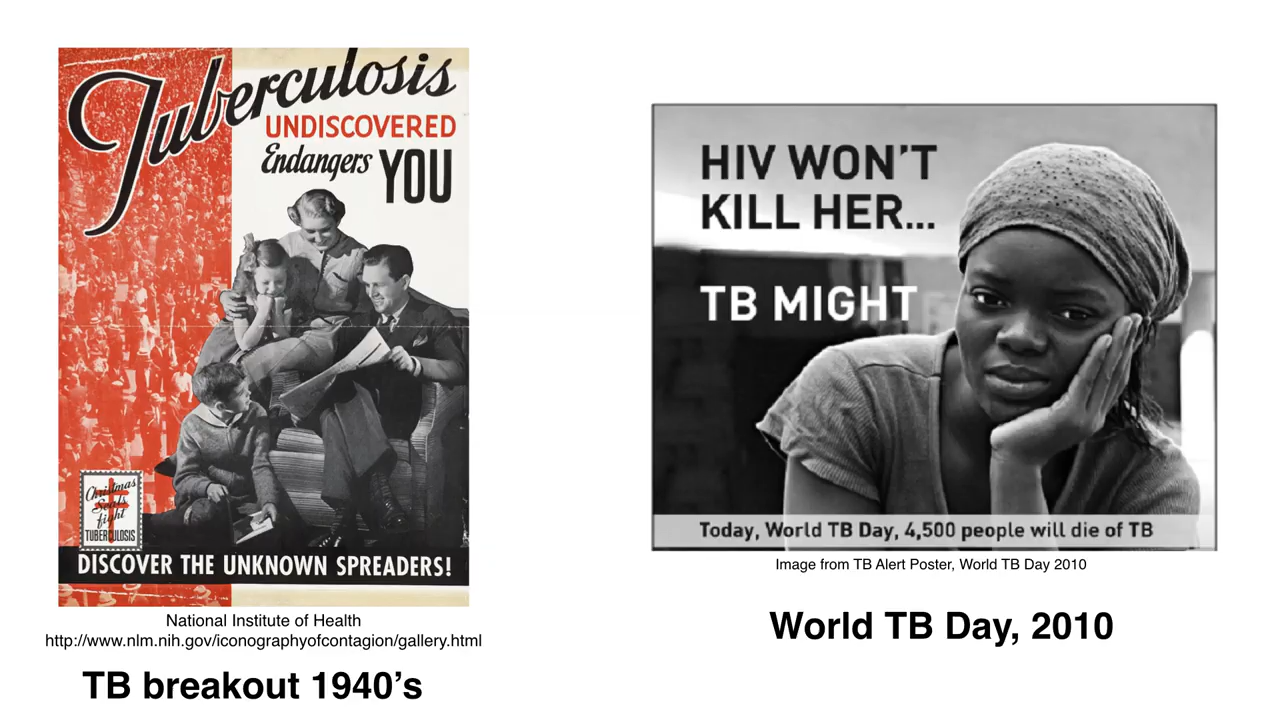 Tuberculosis
UNDISCOVERED
Endangers YOU
Christmas
Seals
fight
TUBERCULOSIS
DISCOVER THE UNKNOWN SPREADERS!
National Institute of Health
http://www.nlm.nih.gov/iconographyofcontagion/gallery.html
TB breakout 1940’s
HIV WON’T
KILL HER...
TB MIGHT
Today, World TB Day, 4,500 people will die of TB
Image from TB Alert Poster, World TB Day 2010
World TB Day, 2010